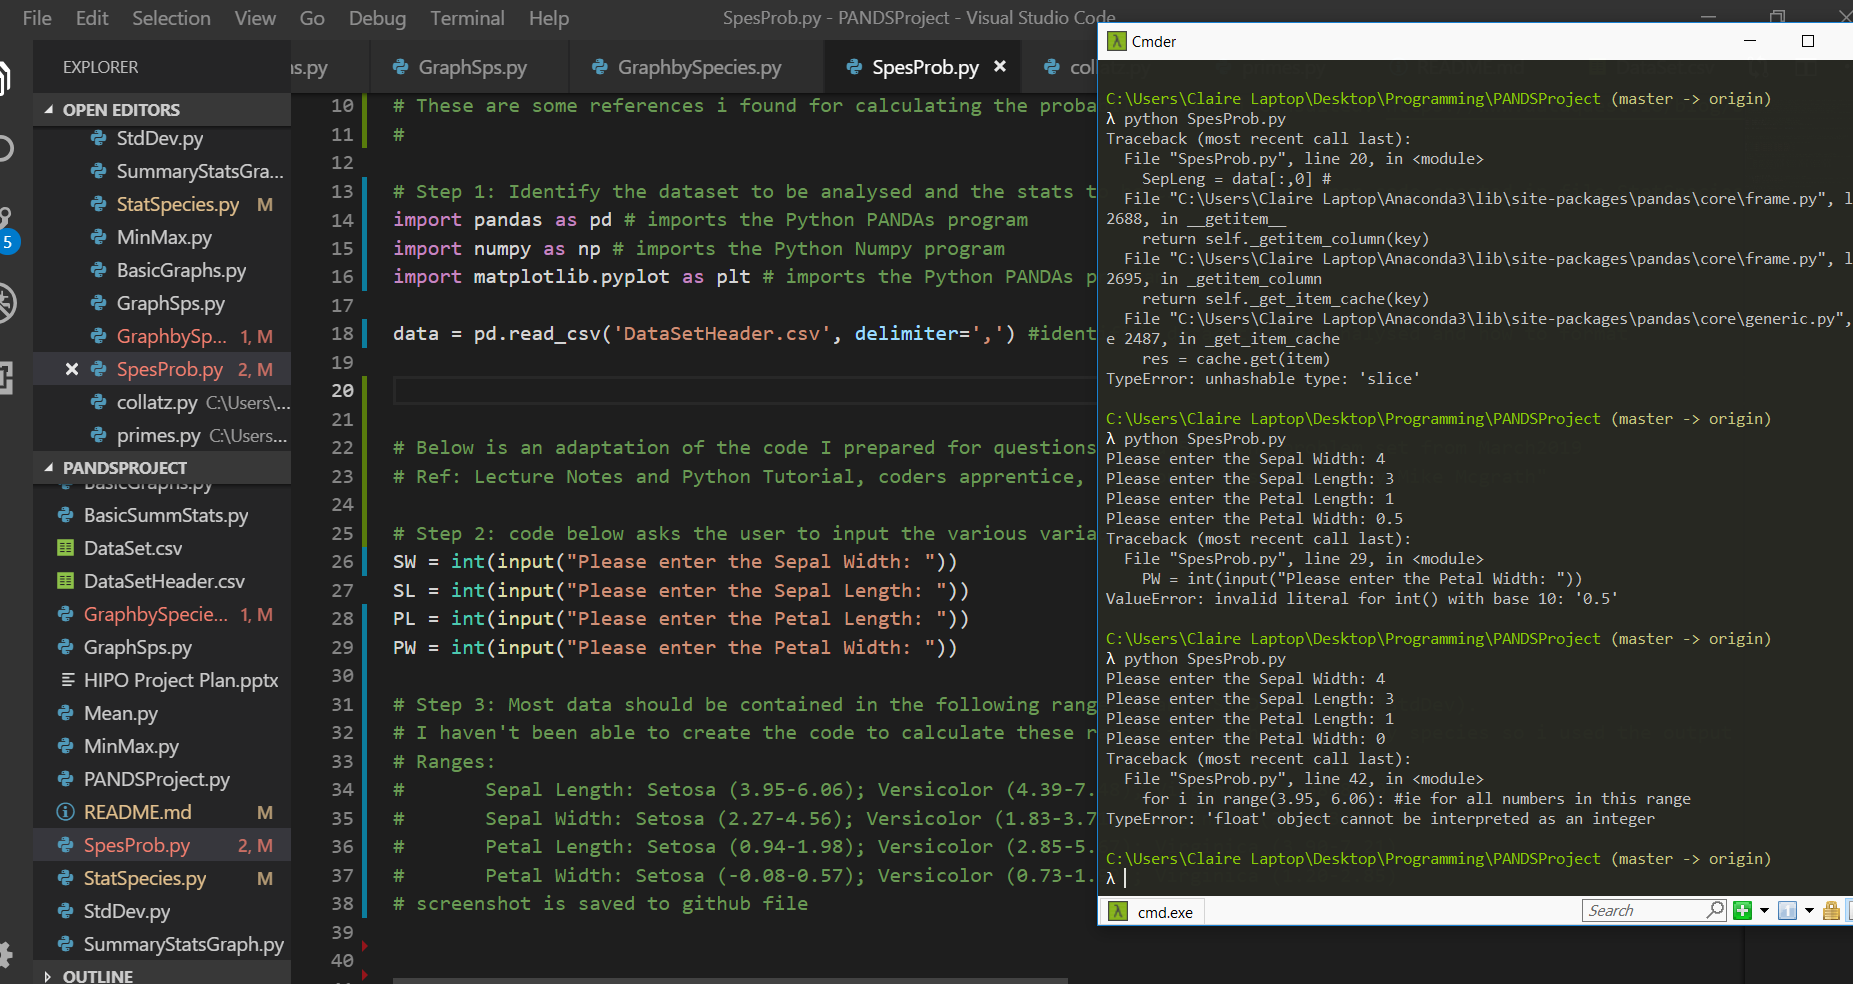 File Edit Selection View Go Debug Terminal Help
SpesProb.py - PANDSProject - Visual Studio Code
EXPLORER
OPEN EDITORS
StdDev.py
SummaryStatsGra...
StatSpecies.py M
MinMax.py
BasicGraphs.py
GraphSps.py
GraphbySp... 1, M
SpesProb.py 2, M
collatz.py C:\Users\...
primes.py C:\Users...
PANDSPROJECT
BasicGraphs.py
BasicSummStats.py
DataSet.csv
DataSetHeader.csv
GraphbySpecie... 1, M
GraphSps.py
HIPO Project Plan.pptx
Mean.py
MinMax.py
PANDSProject.py
README.md M
SpesProb.py 2, M
StatSpecies.py M
StdDev.py
SummaryStatsGraph.py
OUTLINE
5
ns.py GraphSps.py GraphbySpecies.py SpesProb.py col
10 # These are some references i found for calculating the proba
11 #
12
13 # Step 1: Identify the dataset to be analysed and the stats t
14 import pandas as pd # imports the Python PANDAs program
15 import numpy as np # imports the Python Numpy program
16 import matplotlib.pyplot as plt # imports the Python PANDAs p
17
18 data = pd.read_csv('DataSetHeader.csv', delimiter=',') #ident
19
20
21
22 # Below is an adaptation of the code I prepared for questions
23 # Ref: Lecture Notes and Python Tutorial, coders apprentice,
24
25 # Step 2: code below asks the user to input the various varia
26 SW = int(input("Please enter the Sepal Width: "))
27 SL = int(input("Please enter the Sepal Length: "))
28 PL = int(input("Please enter the Petal Length: "))
29 PW = int(input("Please enter the Petal Width: "))
30
31 # Step 3: Most data should be contained in the following rang
32 # I haven't been able to create the code to calculate these r
33 # Ranges:
34 # Sepal Length: Setosa (3.95-6.06); Versicolor (4.39-7.
35 # Sepal Width: Setosa (2.27-4.56); Versicolor (1.83-3.7
36 # Petal Length: Setosa (0.94-1.98); Versicolor (2.85-5.
37 # Petal Width: Setosa (-0.08-0.57); Versicolor (0.73-1.
38 # screenshot is saved to github file
39
40
Cmder
C:\Users\Claire Laptop\Desktop\Programming\PANDSProject (master -> origin)
λ python SpesProb.py
Traceback (most recent call last):
File "SpesProb.py", line 20, in <module>
SepLeng = data[:,0] #
File "C:\Users\Claire Laptop\Anaconda3\lib\site-packages\pandas\core\frame.py", l
2688, in __getitem__
return self._getitem_column(key)
File "C:\Users\Claire Laptop\Anaconda3\lib\site-packages\pandas\core\frame.py", l
2695, in _getitem_column
return self._get_item_cache(key)
File "C:\Users\Claire Laptop\Anaconda3\lib\site-packages\pandas\core\generic.py",
e 2487, in _get_item_cache
res = cache.get(item)
TypeError: unhashable type: 'slice'
C:\Users\Claire Laptop\Desktop\Programming\PANDSProject (master -> origin)
λ python SpesProb.py
Please enter the Sepal Width: 4
Please enter the Sepal Length: 3
Please enter the Petal Length: 1
Please enter the Petal Width: 0.5
Traceback (most recent call last):
File "SpesProb.py", line 29, in <module>
PW = int(input("Please enter the Petal Width: "))
ValueError: invalid literal for int() with base 10: '0.5'
C:\Users\Claire Laptop\Desktop\Programming\PANDSProject (master -> origin)
λ python SpesProb.py
Please enter the Sepal Width: 4
Please enter the Sepal Length: 3
Please enter the Petal Length: 1
Please enter the Petal Width: 0
Traceback (most recent call last):
File "SpesProb.py", line 42, in <module>
for i in range(3.95, 6.06): #ie for all numbers in this range
TypeError: 'float' object cannot be interpreted as an integer
C:\Users\Claire Laptop\Desktop\Programming\PANDSProject (master -> origin)
λ
cmd.exe
Search